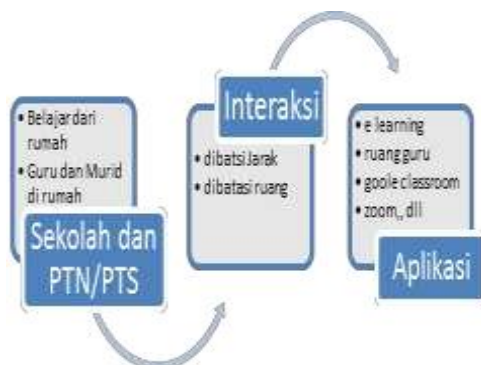 • Belajar dari
rumah
• Guru dan Murid
di rumah
Sekolah dan
PTN/PTS
Interaksi
• dibatsi Jarak
• dibatasi ruang
• e learning
• ruang guru
• goole classroom
• zoom,, dll
Aplikasi